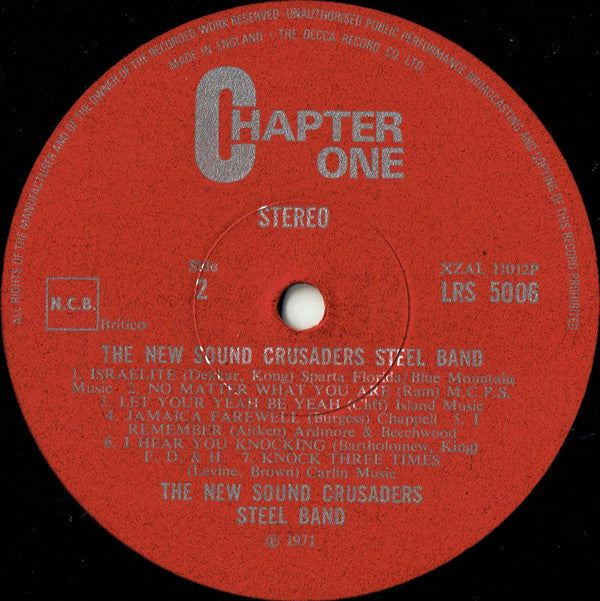 ALL RIGHTS OF THE MANUFACTURER AND OF THE OWNER OF THE RECORDED WORK RESERVED · UNAUTHORISED PUBLIC PERFORMANCE BROADCASTING AND COPYING OF THIS RECORD PROHIBITED
MADE IN ENGLAND · THE DECCA RECORD CO. LTD.
CHAPTER
ONE
STEREO
Side
2
XZAL 11012P
LRS 5006
N.C.B.
Britico
THE NEW SOUND CRUSADERS STEEL BAND
1. ISRAELITE (Dekkar, Kong) Sparta Florida/Blue Mountain
Music 2. NO MATTER WHAT YOU ARE (Ram) M.C.P.S.
3. LET YOUR YEAH BE YEAH (Cliff) Island Music
4. JAMAICA FAREWELL (Burgess) Chappell 5. I
REMEMBER (Aitken) Ardmore & Beechwood
6. I HEAR YOU KNOCKING (Bartholomew, King)
F. D. & H. 7. KNOCK THREE TIMES
(Levine, Brown) Carlin Music
THE NEW SOUND CRUSADERS
STEEL BAND
℗ 1971